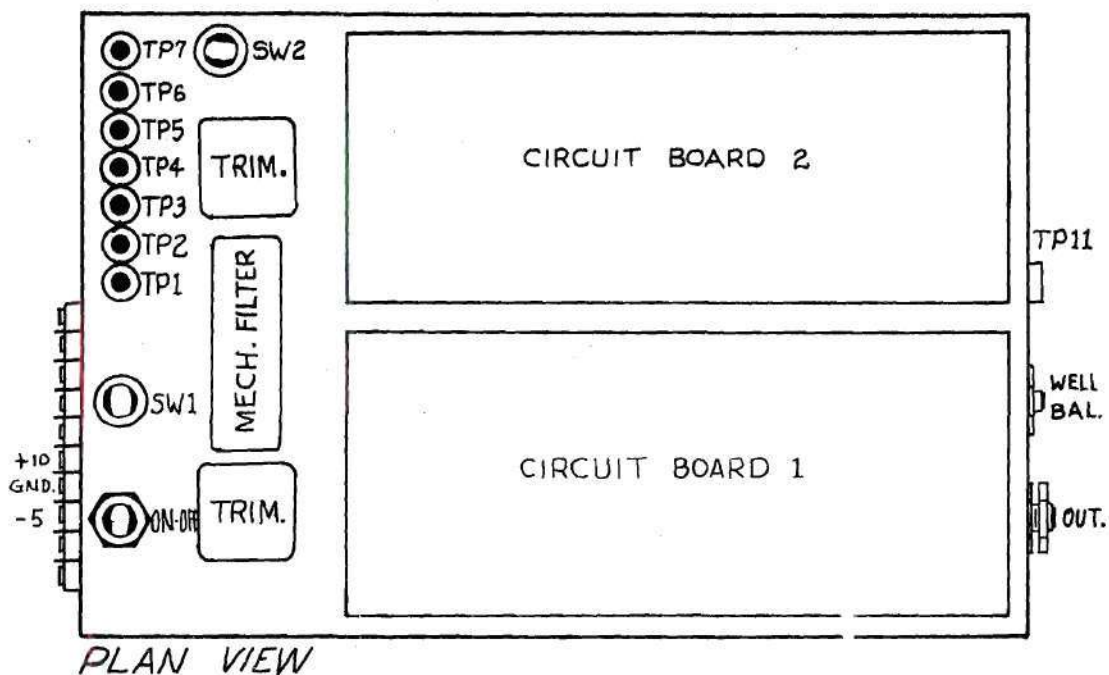 TP7
SW2
TP6
TP5
TP4
TP3
TP2
TP1
TRIM.
CIRCUIT BOARD 2
TP11
MECH. FILTER
SW1
WELL
BAL.
+10
GND.
-5
ON-OFF
TRIM.
CIRCUIT BOARD 1
OUT.
PLAN VIEW